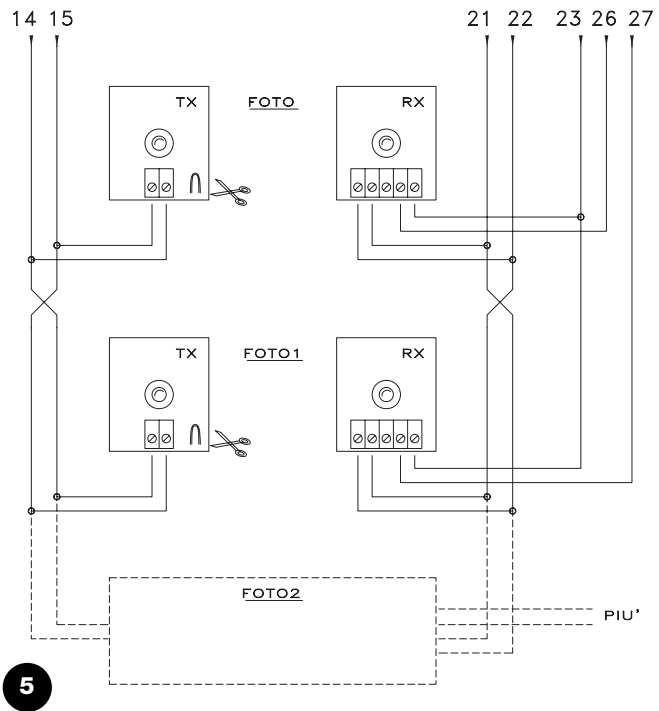 14 15 21 22 23 26 27
TX FOTO RX
TX FOTO1 RX
FOTO2
PIU'
5